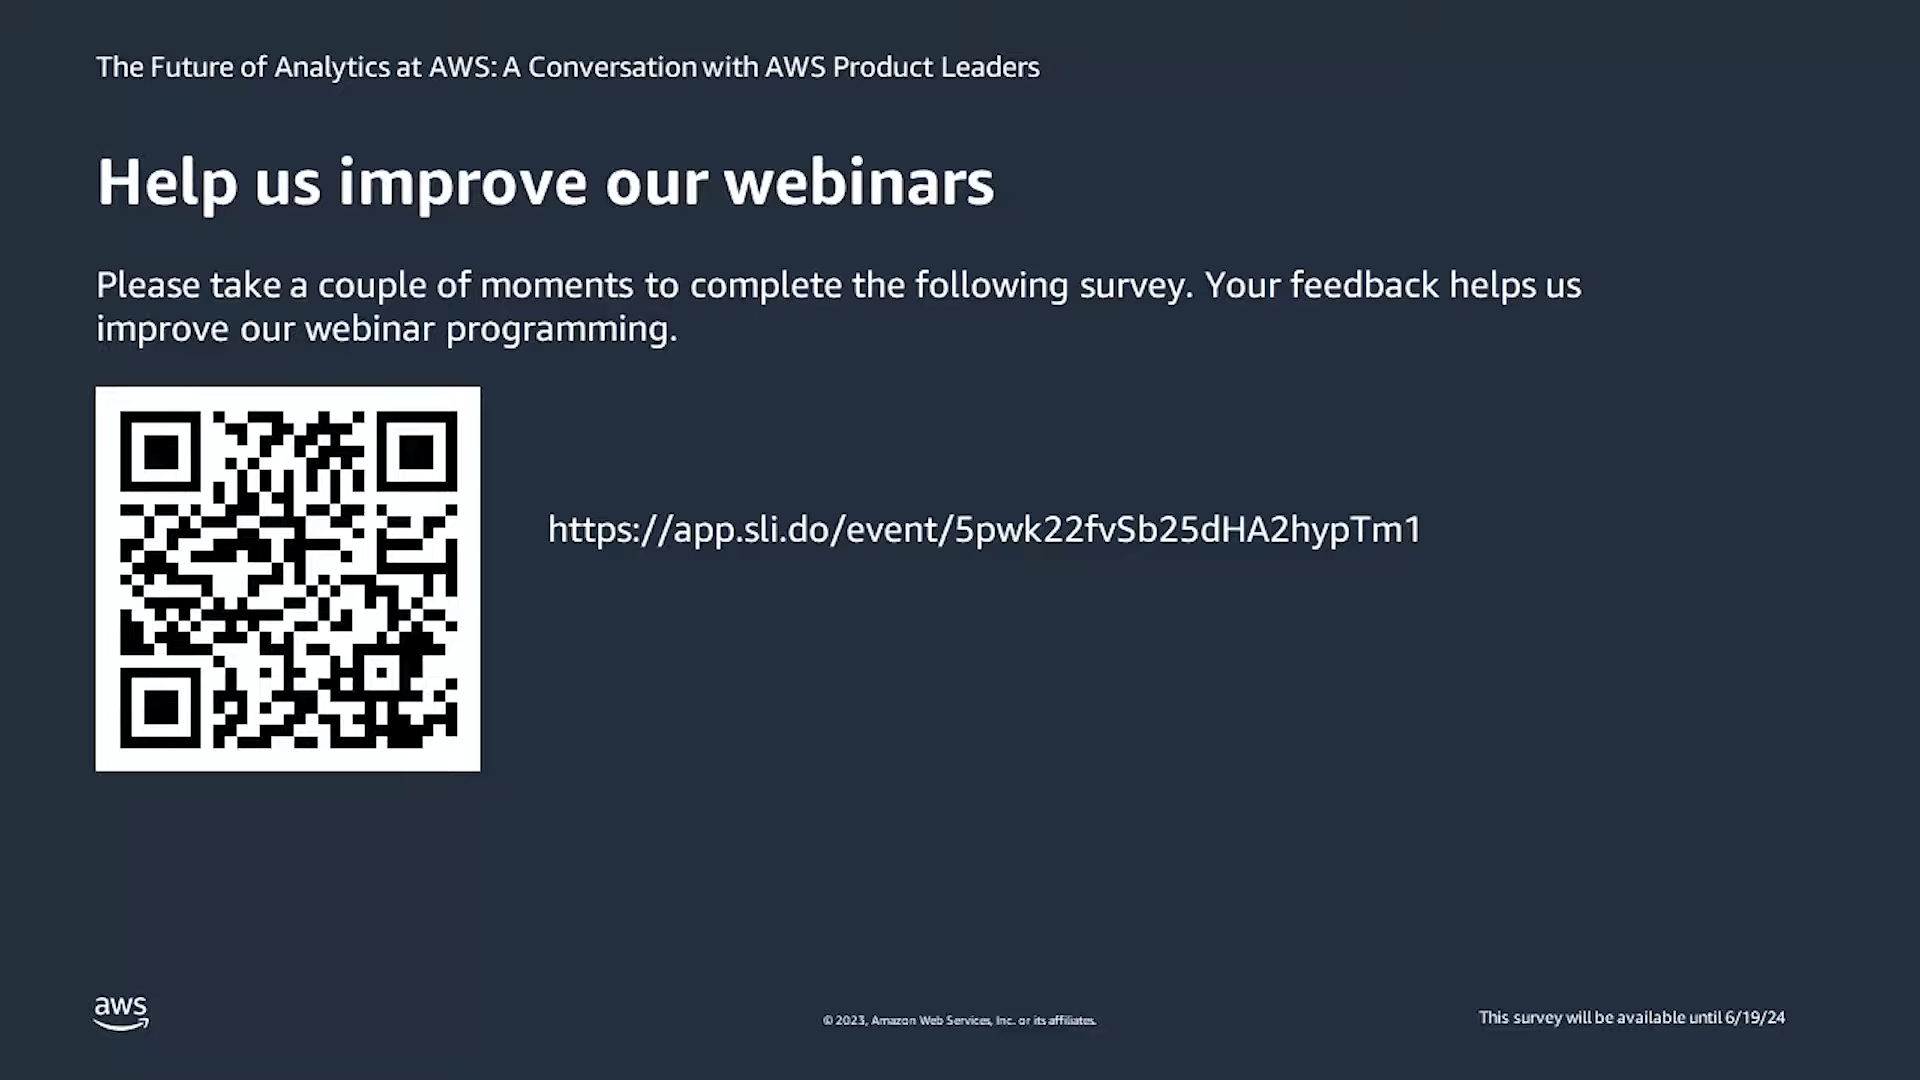 The Future of Analytics at AWS: A Conversation with AWS Product Leaders
Help us improve our webinars
Please take a couple of moments to complete the following survey. Your feedback helps us
improve our webinar programming.
https://app.sli.do/event/5pwk22fvSb25dHA2hypTm1
aws
© 2023, Amazon Web Services, Inc. or its affiliates.
This survey will be available until 6/19/24